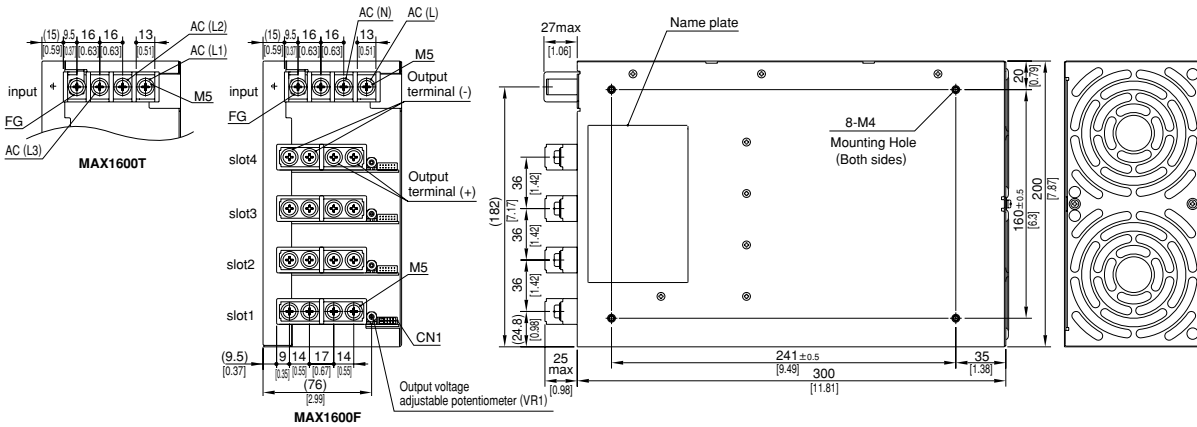 AC (L2)
(15) 9.5 16 16 13
[0.59] 0.37 [0.63] [0.63] [0.51]
AC (L1)
input
M5
FG
AC (L3)
MAX1600T
AC (N)
AC (L)
(15) 9.5 16 16 13
[0.59] 0.37 [0.63] [0.63] [0.51]
M5
input
Output
terminal (-)
FG
slot4
Output
terminal (+)
slot3
slot2
M5
slot1
CN1
(9.5) 9 14 17 14
[0.37] [0.35] [0.55] [0.67] [0.55]
(76)
[2.99]
Output voltage
adjustable potentiometer (VR1)
MAX1600F
27max
[1.06]
Name plate
20
[0.79]
8-M4
Mounting Hole
(Both sides)
36
[1.42]
36
[1.42]
36
[1.42]
(182)
[7.17]
(24.8)
[0.98]
160±0.5
[6.3]
200
[7.87]
25
max
[0.98]
241±0.5
[9.49]
35
[1.38]
300
[11.81]